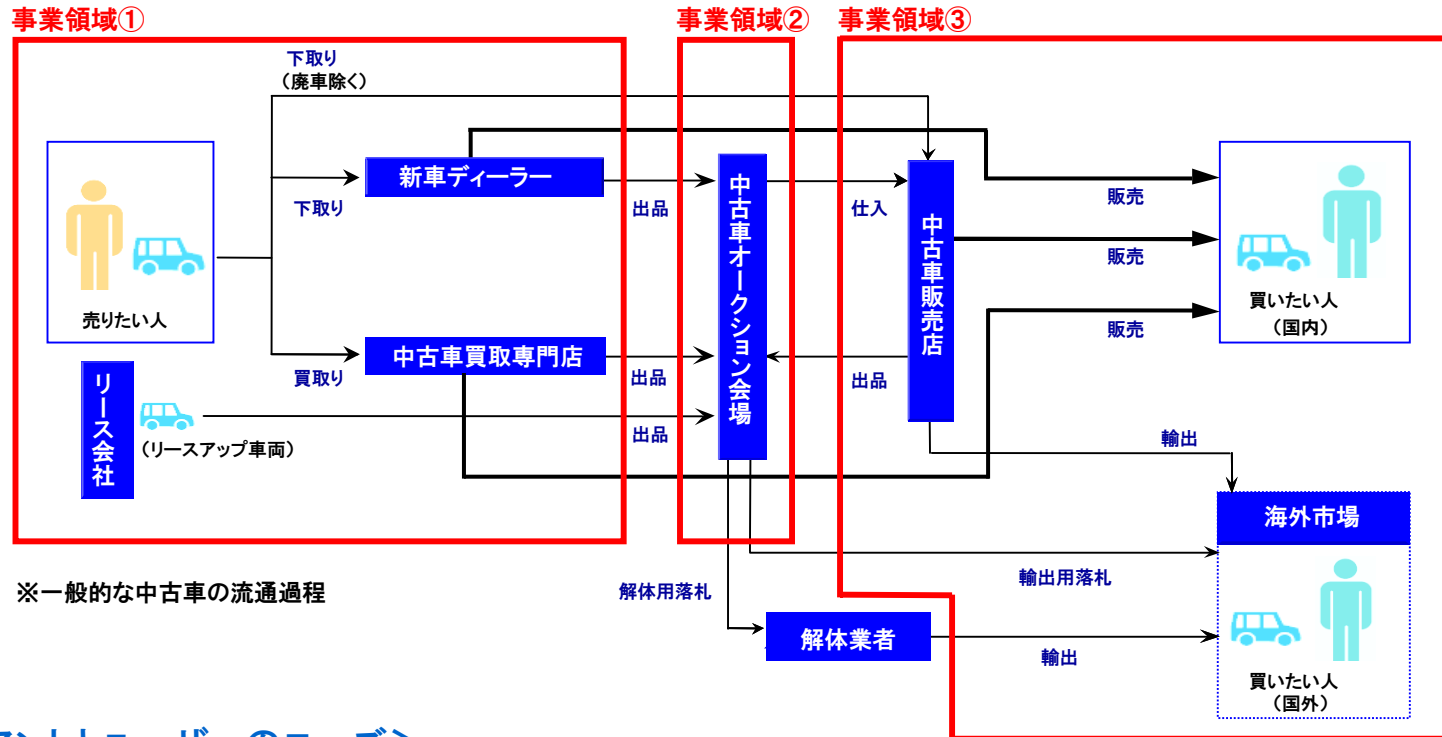 事業領域①
事業領域②
事業領域③
下取り
（廃車除く）
新車ディーラー
下取り
出品
仕入
販売
中古車オークション会場
中古車販売店
販売
売りたい人
買いたい人
（国内）
販売
中古車買取専門店
買取り
出品
出品
リース会社
（リースアップ車両）
出品
輸出
海外市場
※一般的な中古車の流通過程
解体用落札
輸出用落札
解体業者
輸出
買いたい人
（国外）